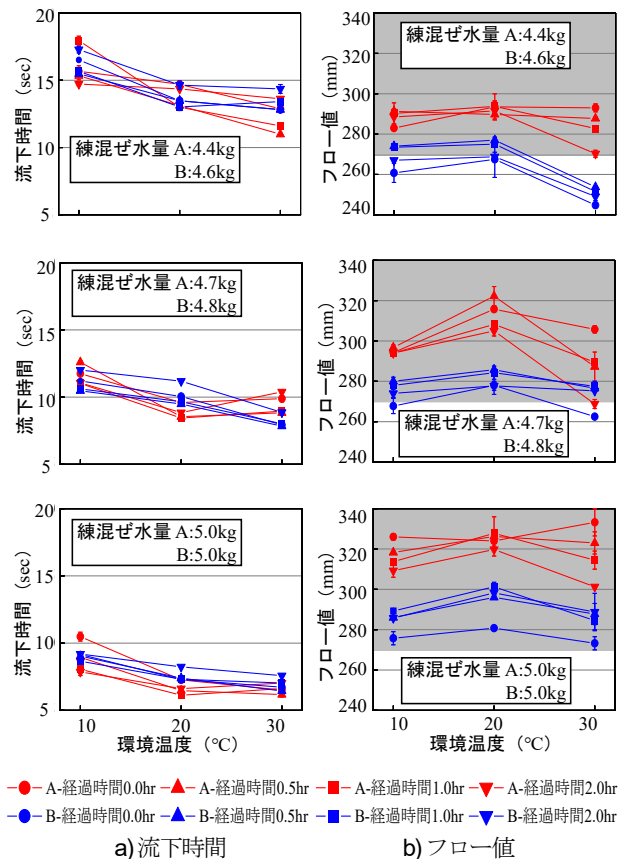 20
15
10
5
流下時間 (sec)
練混ぜ水量 A:4.4kg
B:4.6kg
340
320
300
280
260
240
フロー値 (mm)
練混ぜ水量 A:4.4kg
B:4.6kg
20
15
10
5
流下時間 (sec)
練混ぜ水量 A:4.7kg
B:4.8kg
340
320
300
280
260
240
フロー値 (mm)
練混ぜ水量 A:4.7kg
B:4.8kg
20
15
10
5
流下時間 (sec)
練混ぜ水量 A:5.0kg
B:5.0kg
10 20 30
環境温度 (℃)
340
320
300
280
260
240
フロー値 (mm)
練混ぜ水量 A:5.0kg
B:5.0kg
10 20 30
環境温度 (℃)
A-経過時間0.0hr A-経過時間0.5hr A-経過時間1.0hr A-経過時間2.0hr
B-経過時間0.0hr B-経過時間0.5hr B-経過時間1.0hr B-経過時間2.0hr
a)流下時間 b)フロー値